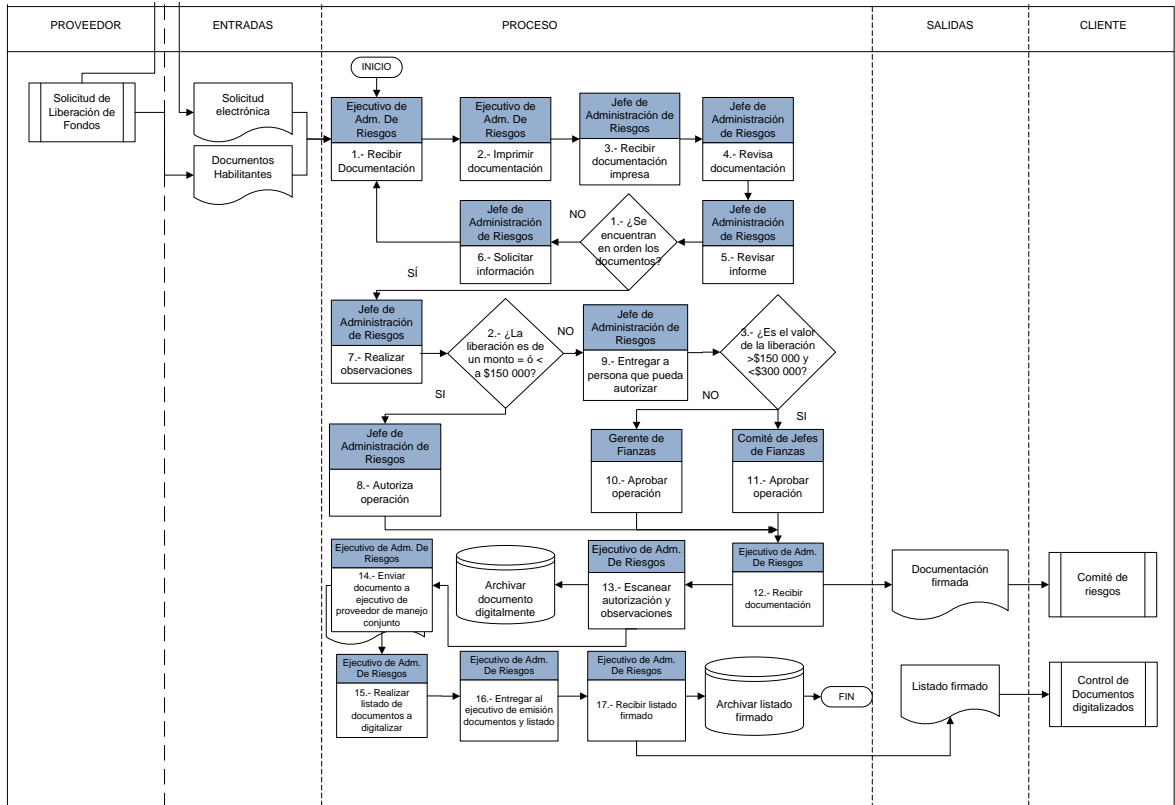 PROVEEDOR
ENTRADAS
PROCESO
SALIDAS
CLIENTE
INICIO
Solicitud de
Liberación de
Fondos
Solicitud
electrónica
Documentos
Habilitantes
Ejecutivo de
Adm. De
Riesgos
1.- Recibir
Documentación
Ejecutivo de
Adm. De
Riesgos
2.- Imprimir
documentación
Jefe de
Administración
de Riesgos
3.- Recibir
documentación
impresa
Jefe de
Administración
de Riesgos
4.- Revisa
documentación
Jefe de
Administración
de Riesgos
6.- Solicitar
información
NO
1.- ¿Se
encuentran
en orden los
documentos?
Jefe de
Administración
de Riesgos
5.- Revisar
informe
SÍ
Jefe de
Administración
de Riesgos
7.- Realizar
observaciones
2.- ¿La
liberación es de
un monto = ó <
a $150 000?
NO
Jefe de
Administración de
Riesgos
9.- Entregar a
persona que pueda
autorizar
3.- ¿Es el valor
de la liberación
>$150 000 y
<$300 000?
SI
NO
SI
Jefe de
Administración de
Riesgos
8.- Autoriza
operación
Gerente de
Fianzas
10.- Aprobar
operación
Comité de Jefes
de Fianzas
11.- Aprobar
operación
Ejecutivo de Adm. De
Riesgos
14.- Enviar
documento a
ejecutivo de
proveedor de manejo
conjunto
Archivar
documento
digitalmente
Ejecutivo de Adm.
De Riesgos
13.- Escanear
autorización y
observaciones
Ejecutivo de Adm.
De Riesgos
12.- Recibir
documentación
Documentación
firmada
Comité de
riesgos
Ejecutivo de Adm.
De Riesgos
15.- Realizar
listado de
documentos a
digitalizar
Ejecutivo de Adm.
De Riesgos
16.- Entregar al
ejecutivo de emisión
documentos y listado
Ejecutivo de Adm.
De Riesgos
17.- Recibir listado
firmado
Archivar listado
firmado
FIN
Listado firmado
Control de
Documentos
digitalizados